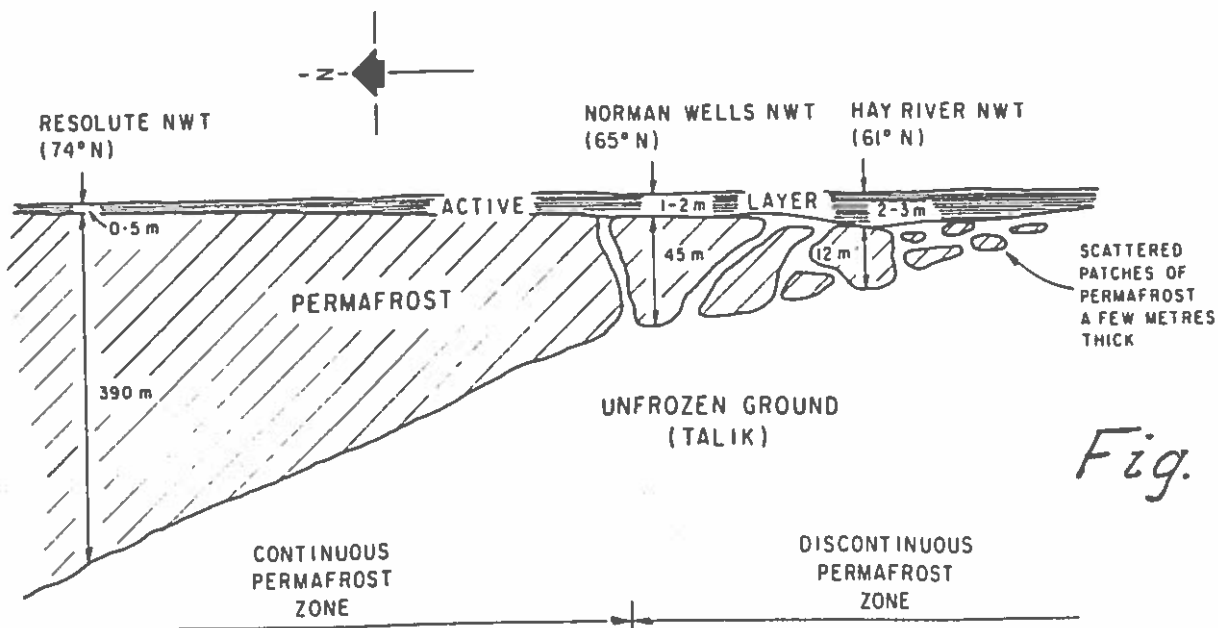 -N-
RESOLUTE NWT
(74° N)
NORMAN WELLS NWT
(65° N)
HAY RIVER NWT
(61° N)
ACTIVE
1-2 m
LAYER
2-3 m
0.5 m
45 m
12 m
PERMAFROST
SCATTERED
PATCHES OF
PERMAFROST
A FEW METRES
THICK
390 m
UNFROZEN GROUND
(TALIK)
Fig.
CONTINUOUS
PERMAFROST
ZONE
DISCONTINUOUS
PERMAFROST
ZONE